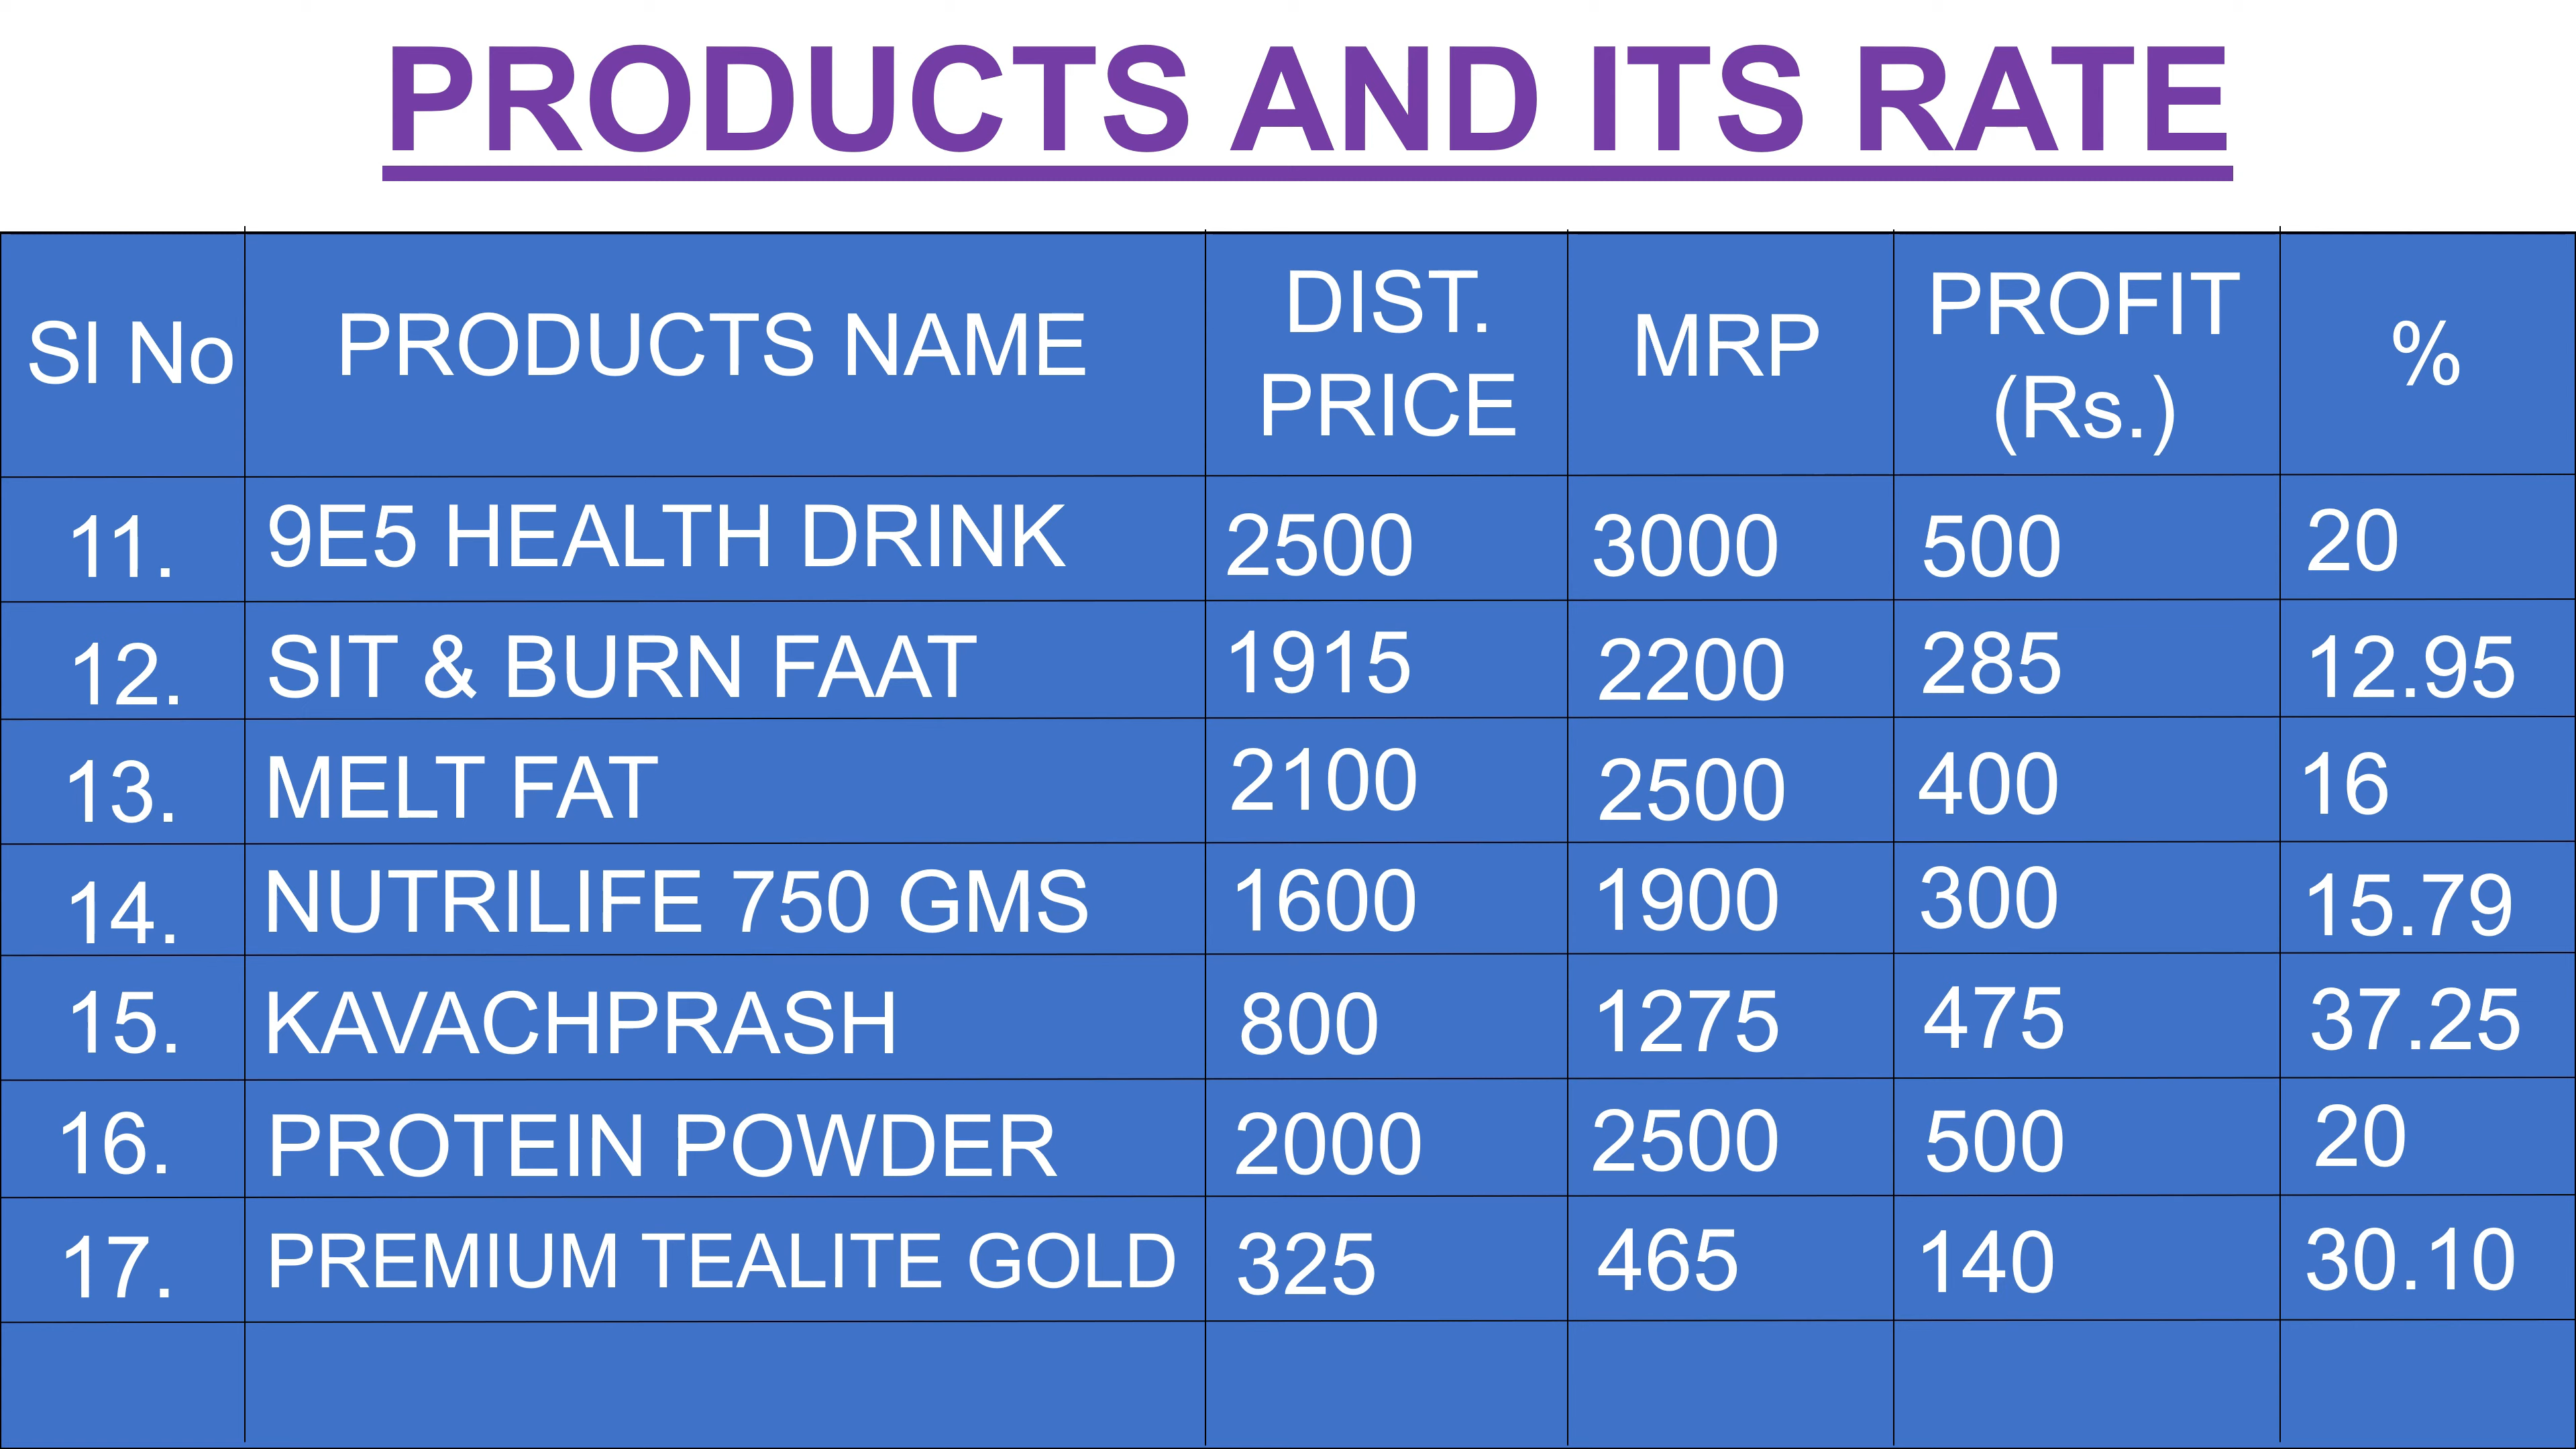 PRODUCTS AND ITS RATE
Sl No PRODUCTS NAME DIST. PRICE MRP PROFIT (Rs.) %
11. 9E5 HEALTH DRINK 2500 3000 500 20
12. SIT & BURN FAAT 1915 2200 285 12.95
13. MELT FAT 2100 2500 400 16
14. NUTRILIFE 750 GMS 1600 1900 300 15.79
15. KAVACHPRASH 800 1275 475 37.25
16. PROTEIN POWDER 2000 2500 500 20
17. PREMIUM TEALITE GOLD 325 465 140 30.10